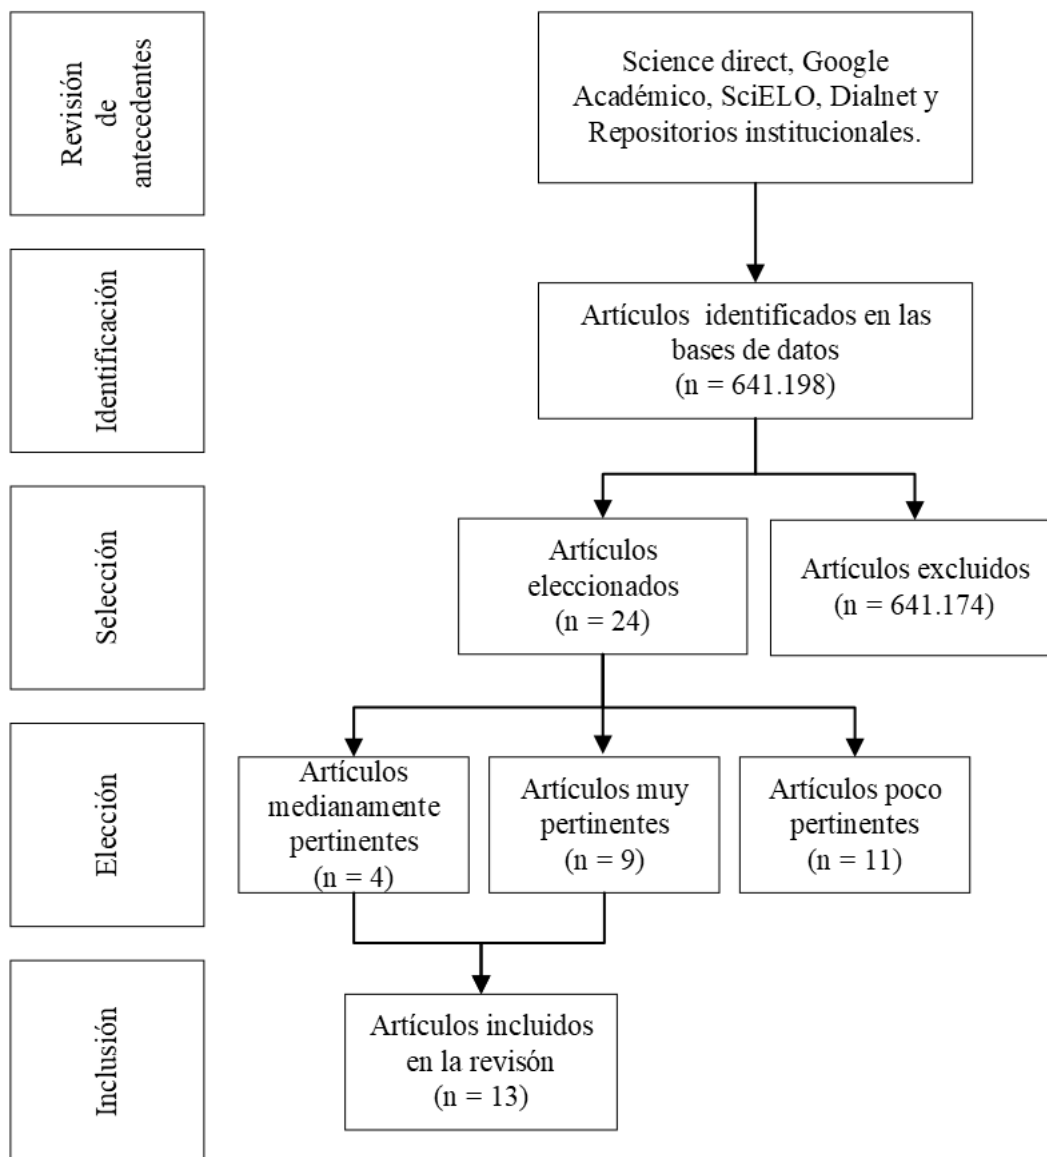 Revisión
de
antecedentes
Science direct, Google
Académico, SciELO, Dialnet y
Repositorios institucionales.
Identificación
Artículos identificados en las
bases de datos
(n = 641.198)
Selección
Artículos
eleccionados
(n = 24)
Artículos excluidos
(n = 641.174)
Elección
Artículos
medianamente
pertinentes
(n = 4)
Artículos muy
pertinentes
(n = 9)
Artículos poco
pertinentes
(n = 11)
Inclusión
Artículos incluidos
en la revisón
(n = 13)